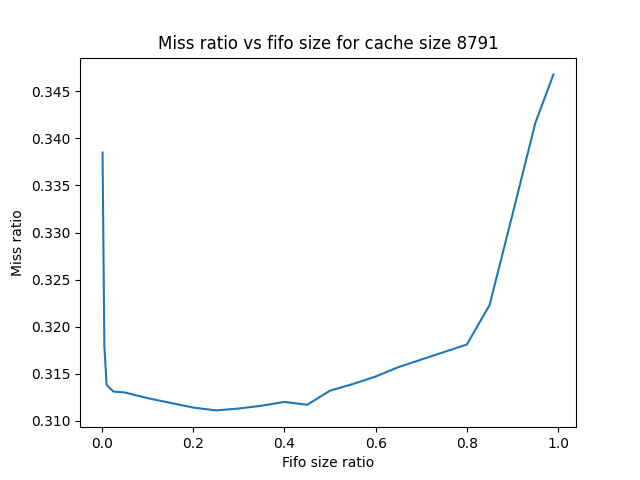 Miss ratio vs fifo size for cache size 8791
0.345
0.340
0.335
0.330
0.325
0.320
0.315
0.310
Miss ratio
0.0 0.2 0.4 0.6 0.8 1.0
Fifo size ratio